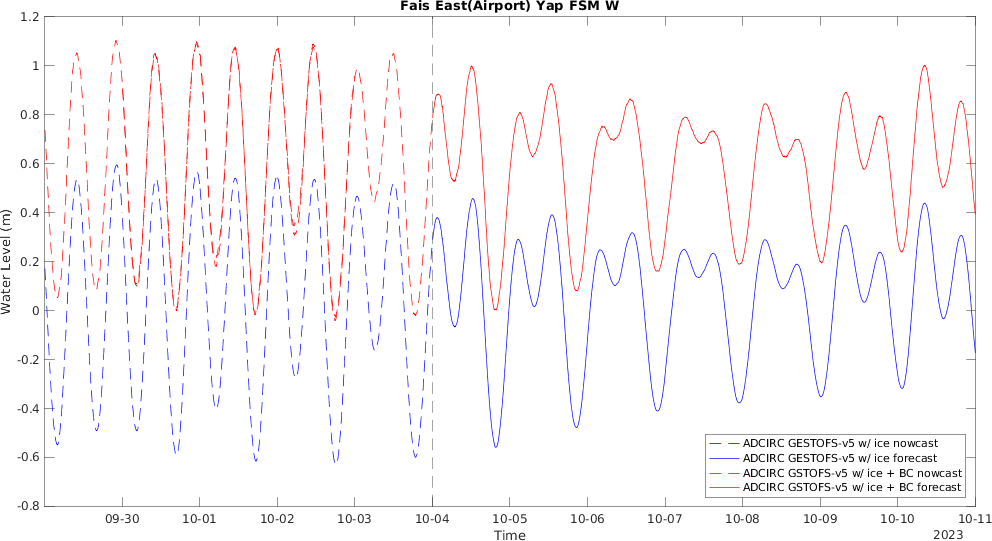 Fais East(Airport) Yap FSM W
1.2
1
0.8
0.6
0.4
0.2
0
-0.2
-0.4
-0.6
-0.8
Water Level (m)
ADCIRC GESTOFS-v5 w/ ice nowcast
ADCIRC GESTOFS-v5 w/ ice forecast
ADCIRC GSTOFS-v5 w/ ice + BC nowcast
ADCIRC GSTOFS-v5 w/ ice + BC forecast
09-30 10-01 10-02 10-03 10-04 10-05 10-06 10-07 10-08 10-09 10-10 10-11
Time
2023